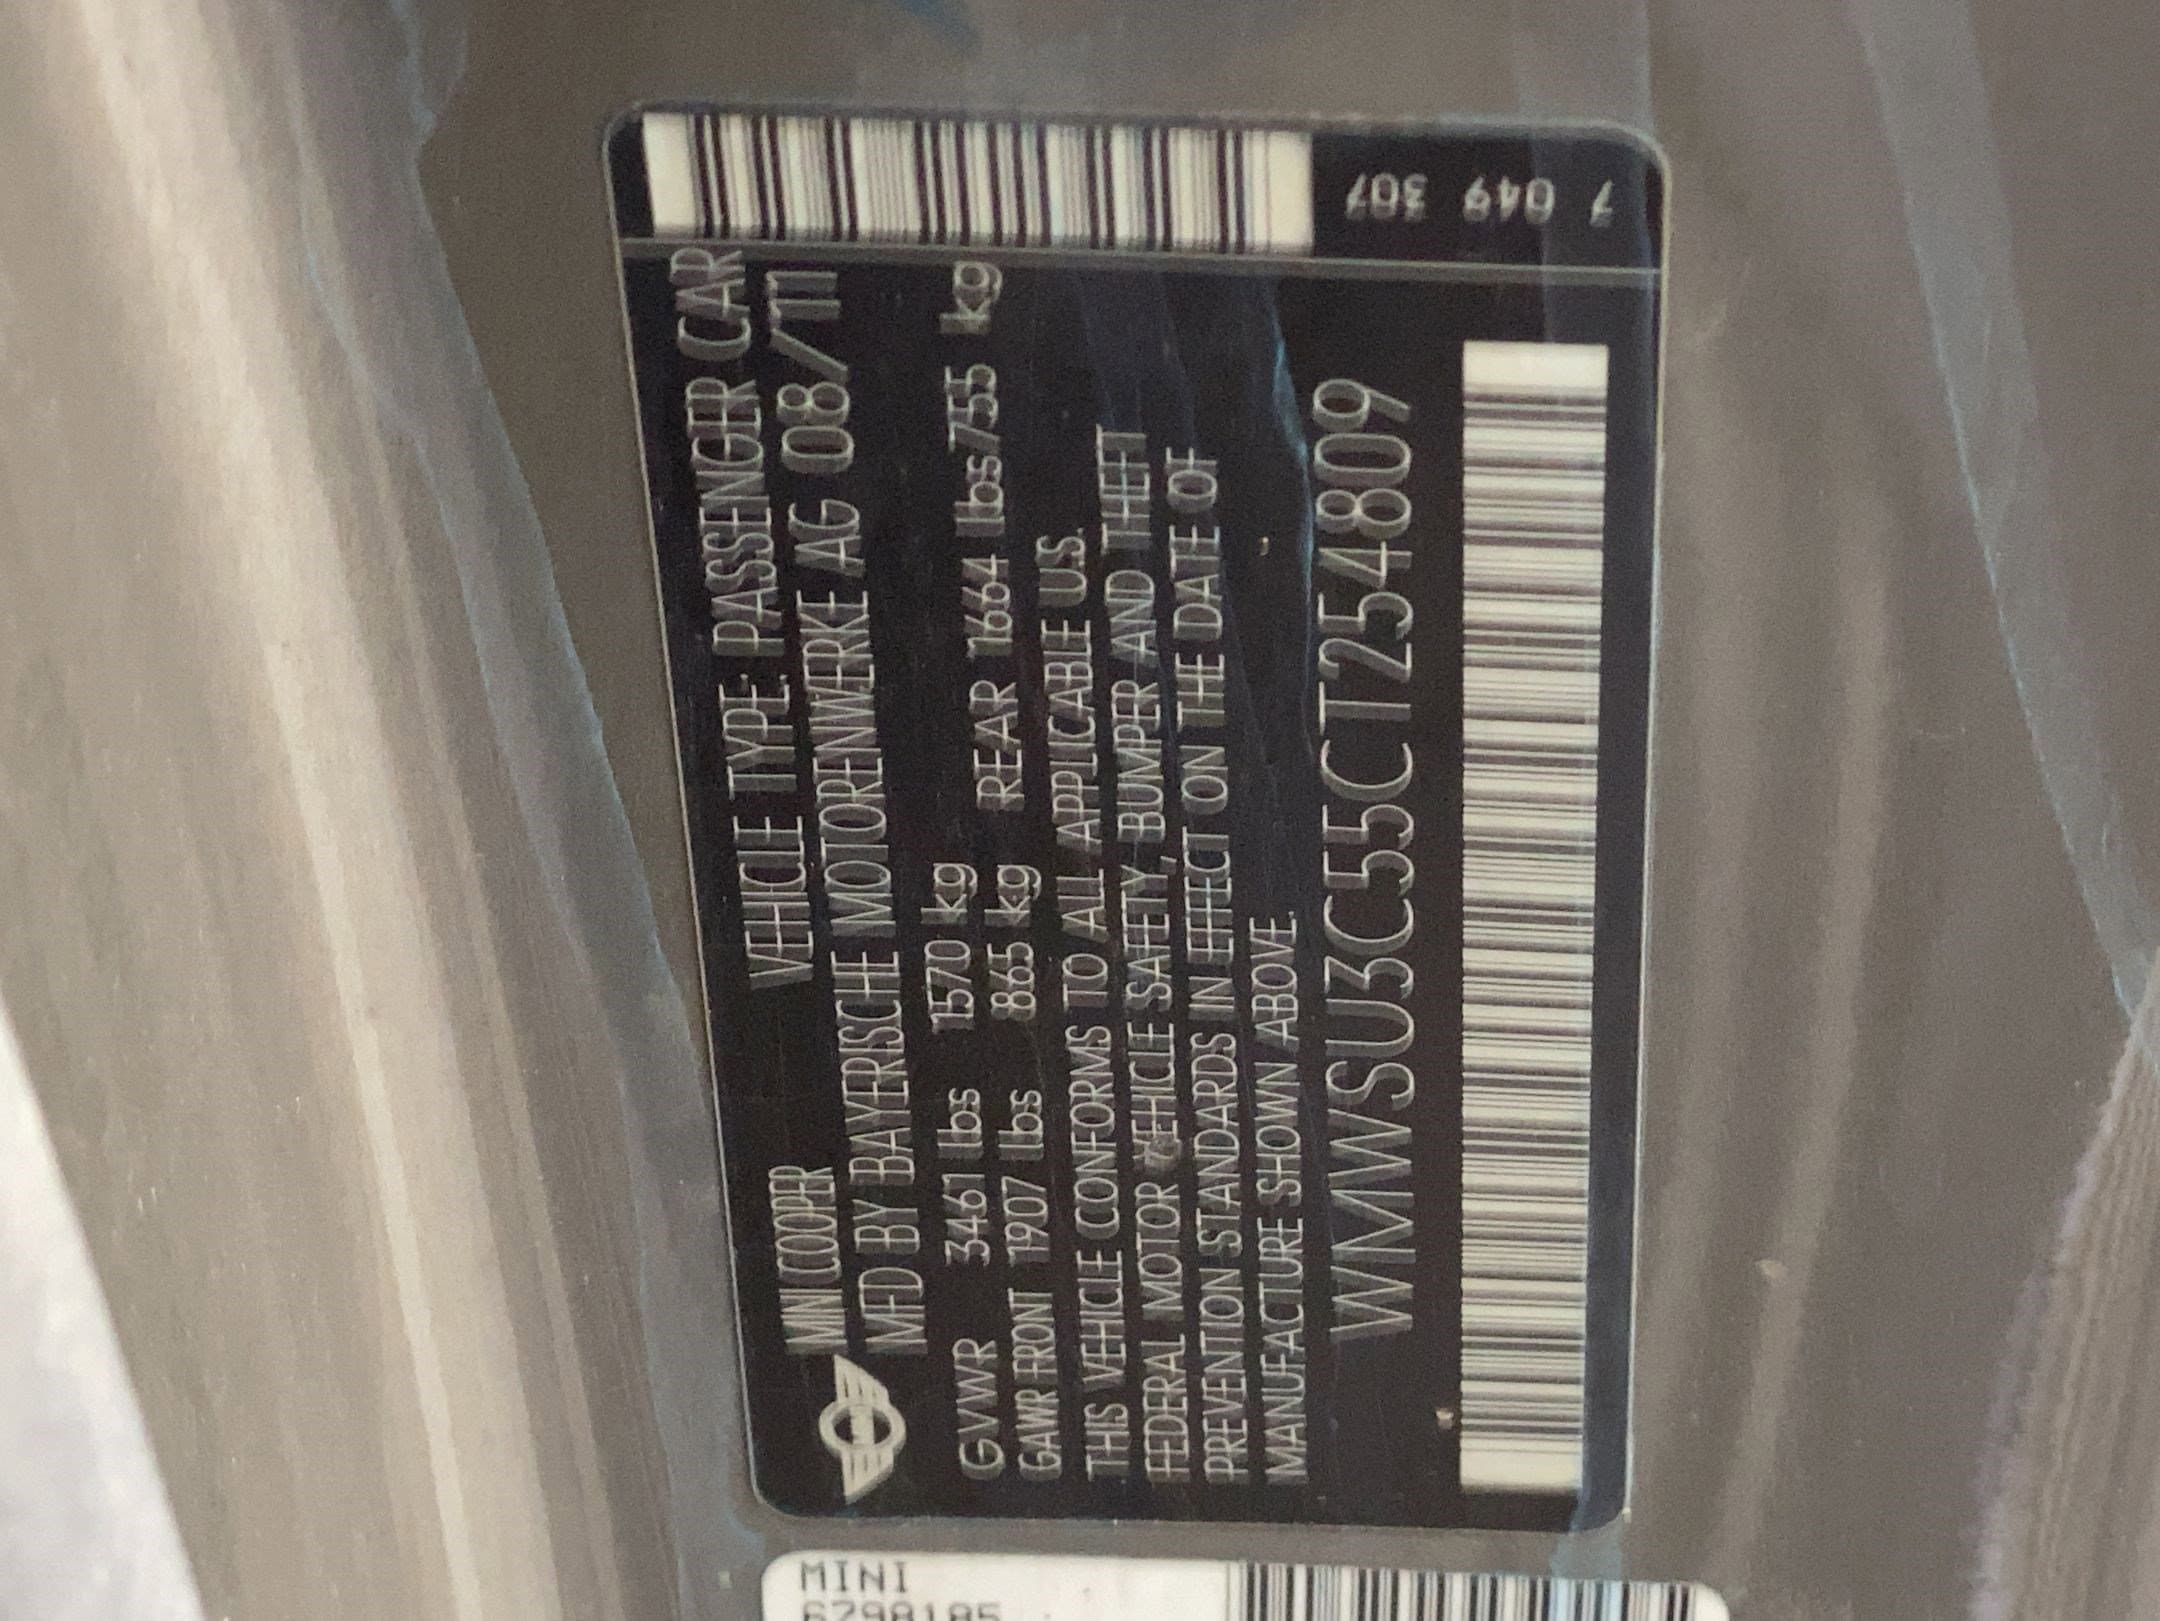 MINI COOPER VEHICLE TYPE: PASSENGER CAR
MFD BY BAYERISCHE MOTORENWERKE AG 08/11
GVWR 3461 lbs 1570 kg
GAWR FRONT 1907 lbs 865 kg REAR 1664 lbs/755 kg
THIS VEHICLE CONFORMS TO ALL APPLICABLE U.S.
FEDERAL MOTOR VEHICLE SAFETY, BUMPER AND THEFT
PREVENTION STANDARDS IN EFFECT ON THE DATE OF
MANUFACTURE SHOWN ABOVE.
WMWSU3C55CT254809
7 049 307
MINI
6798185